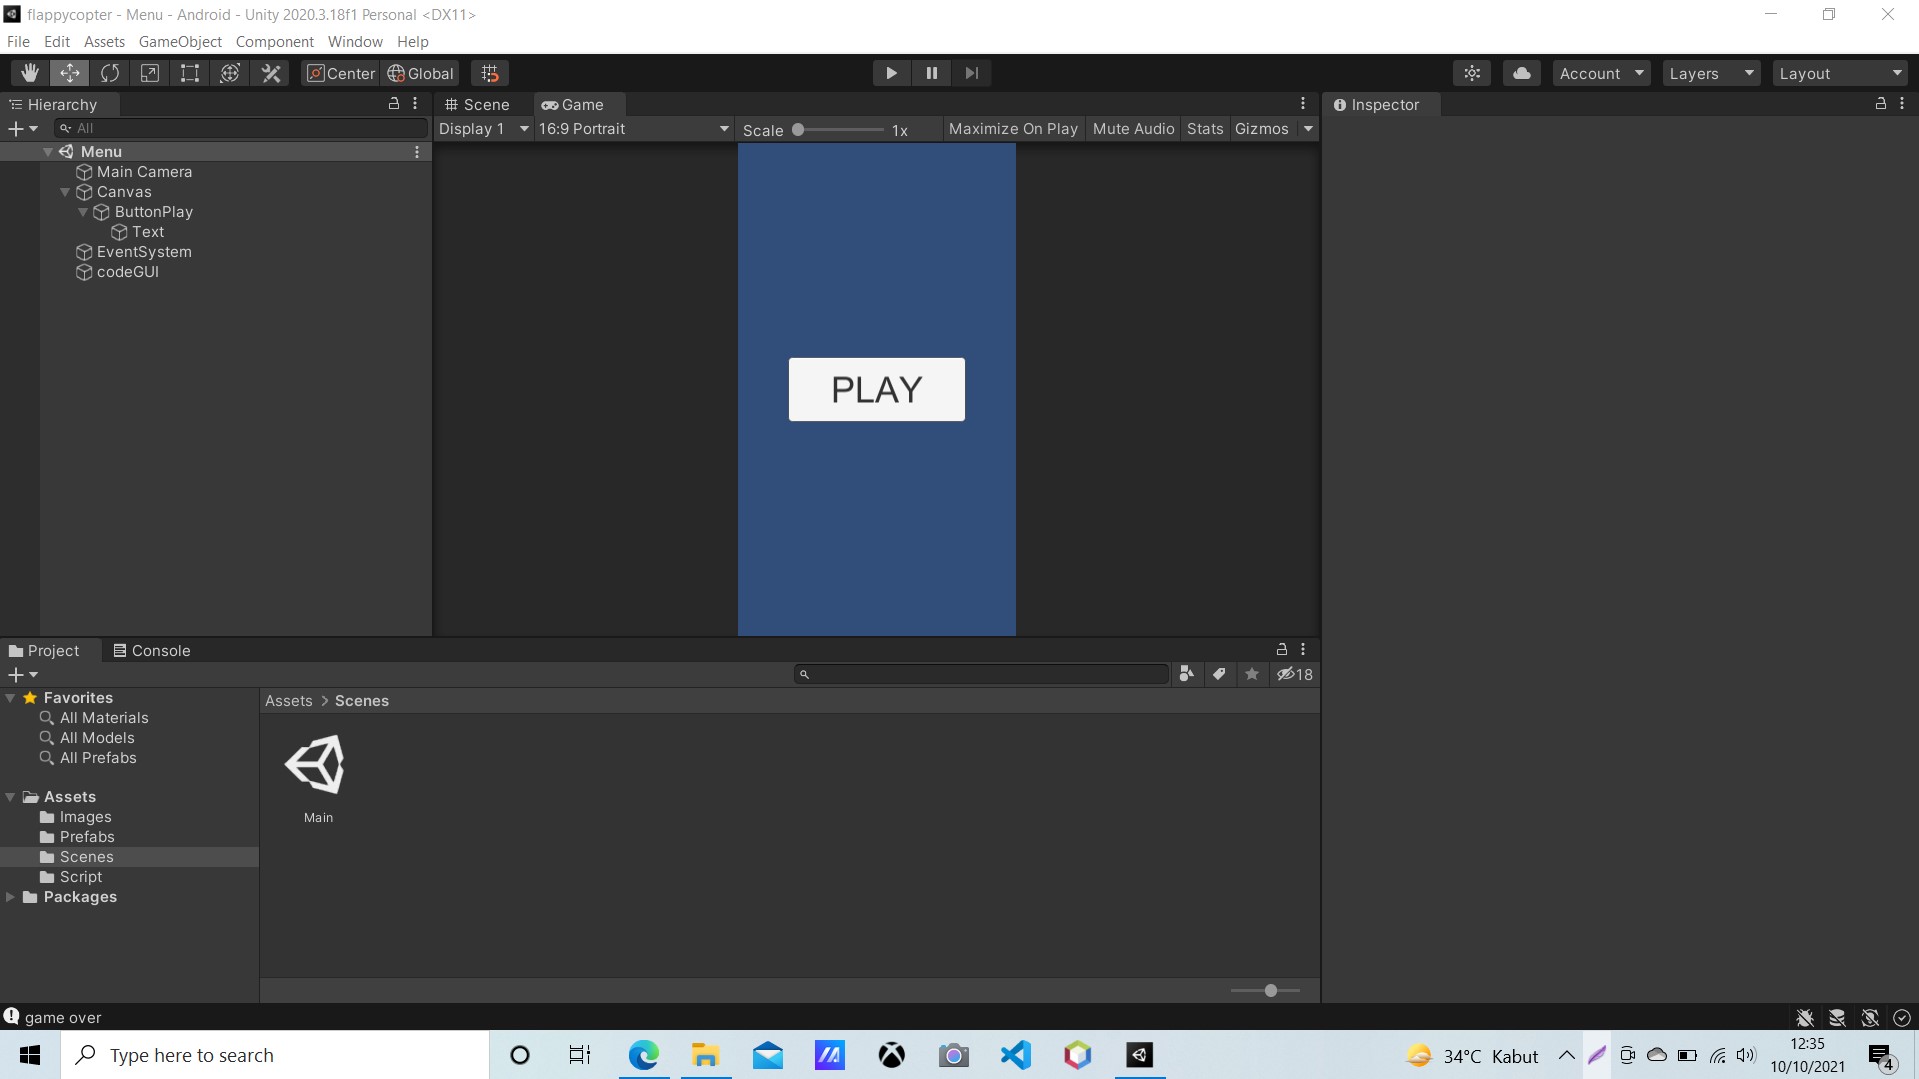 flappycopter - Menu - Android - Unity 2020.3.18f1 Personal <DX11>
File Edit Assets GameObject Component Window Help
Center Global Account Layers Layout
Hierarchy
All
Menu
Main Camera
Canvas
ButtonPlay
Text
EventSystem
codeGUI
Scene Game
Display 1 16:9 Portrait Scale 1x Maximize On Play Mute Audio Stats Gizmos
PLAY
Inspector
Project Console
18
Favorites
All Materials
All Models
All Prefabs
Assets
Images
Prefabs
Scenes
Script
Packages
Assets > Scenes
Main
game over
Type here to search
34°C Kabut
12:35
10/10/2021
4